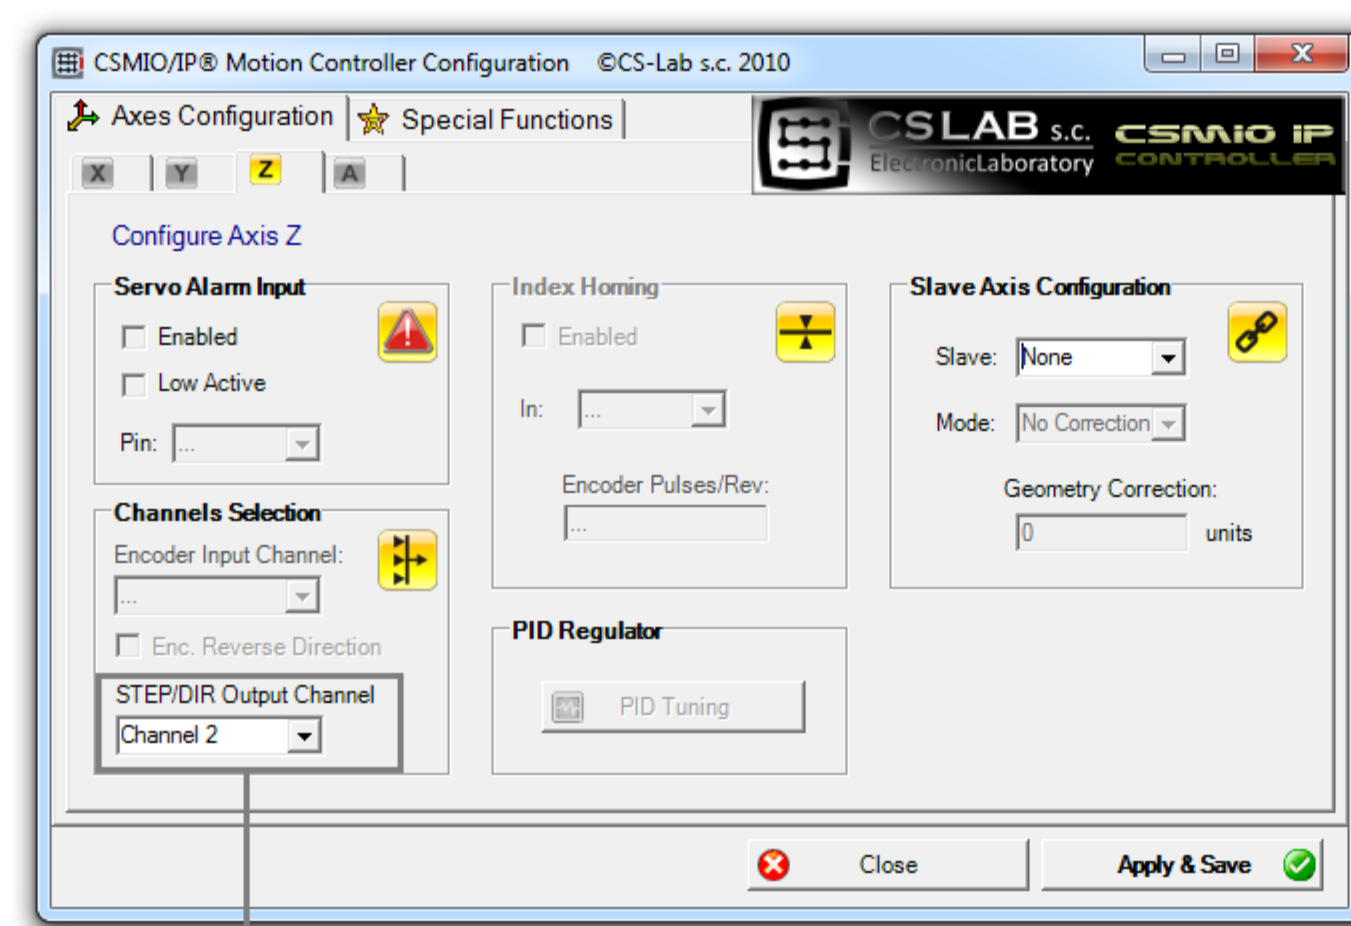 CSMIO/IP® Motion Controller Configuration ©CS-Lab s.c. 2010
Axes Configuration Special Functions
CSLAB s.c. CSMIO IP
ElectronicLaboratory CONTROLLER
X Y Z A
Configure Axis Z
Servo Alarm Input
Enabled
Low Active
Pin: ...
Channels Selection
Encoder Input Channel:
...
Enc. Reverse Direction
STEP/DIR Output Channel
Channel 2
Index Homing
Enabled
In: ...
Encoder Pulses/Rev:
...
PID Regulator
PID Tuning
Slave Axis Configuration
Slave: None
Mode: No Correction
Geometry Correction:
0 units
Close Apply & Save